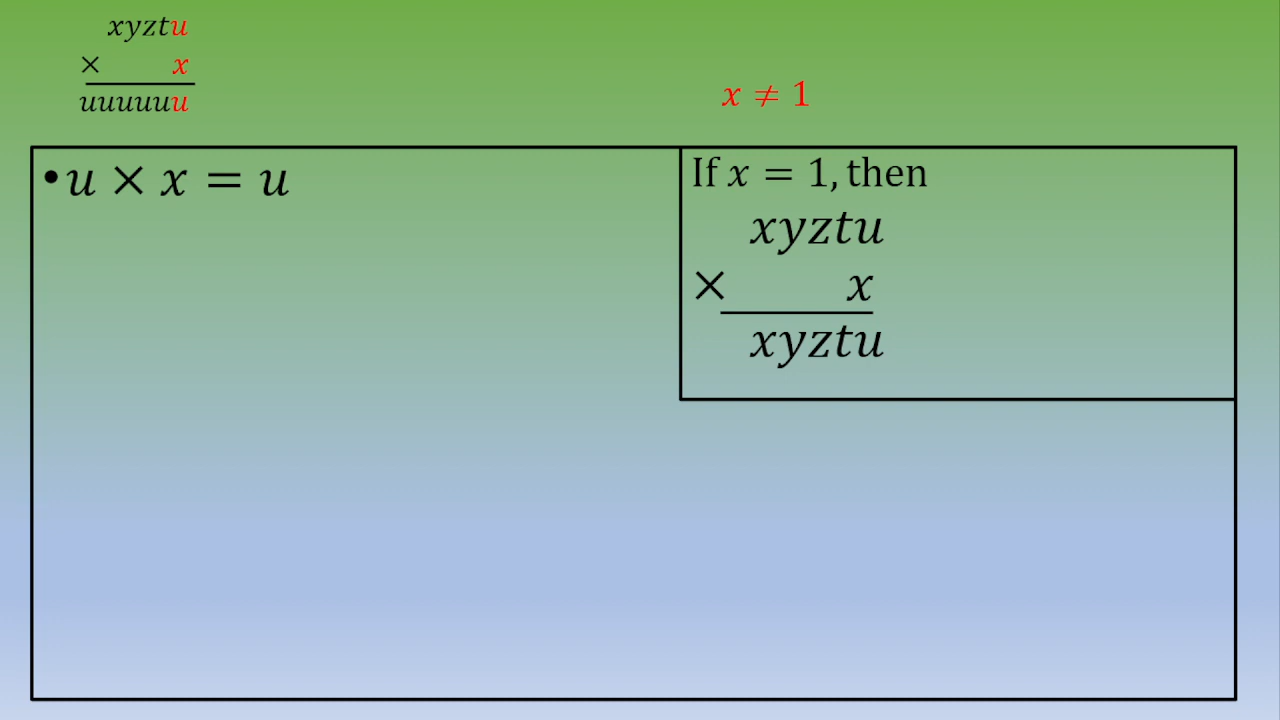 xyztu
× x
uuuuuu
x ≠ 1
• u × x = u
If x = 1, then
xyztu
× x
xyztu